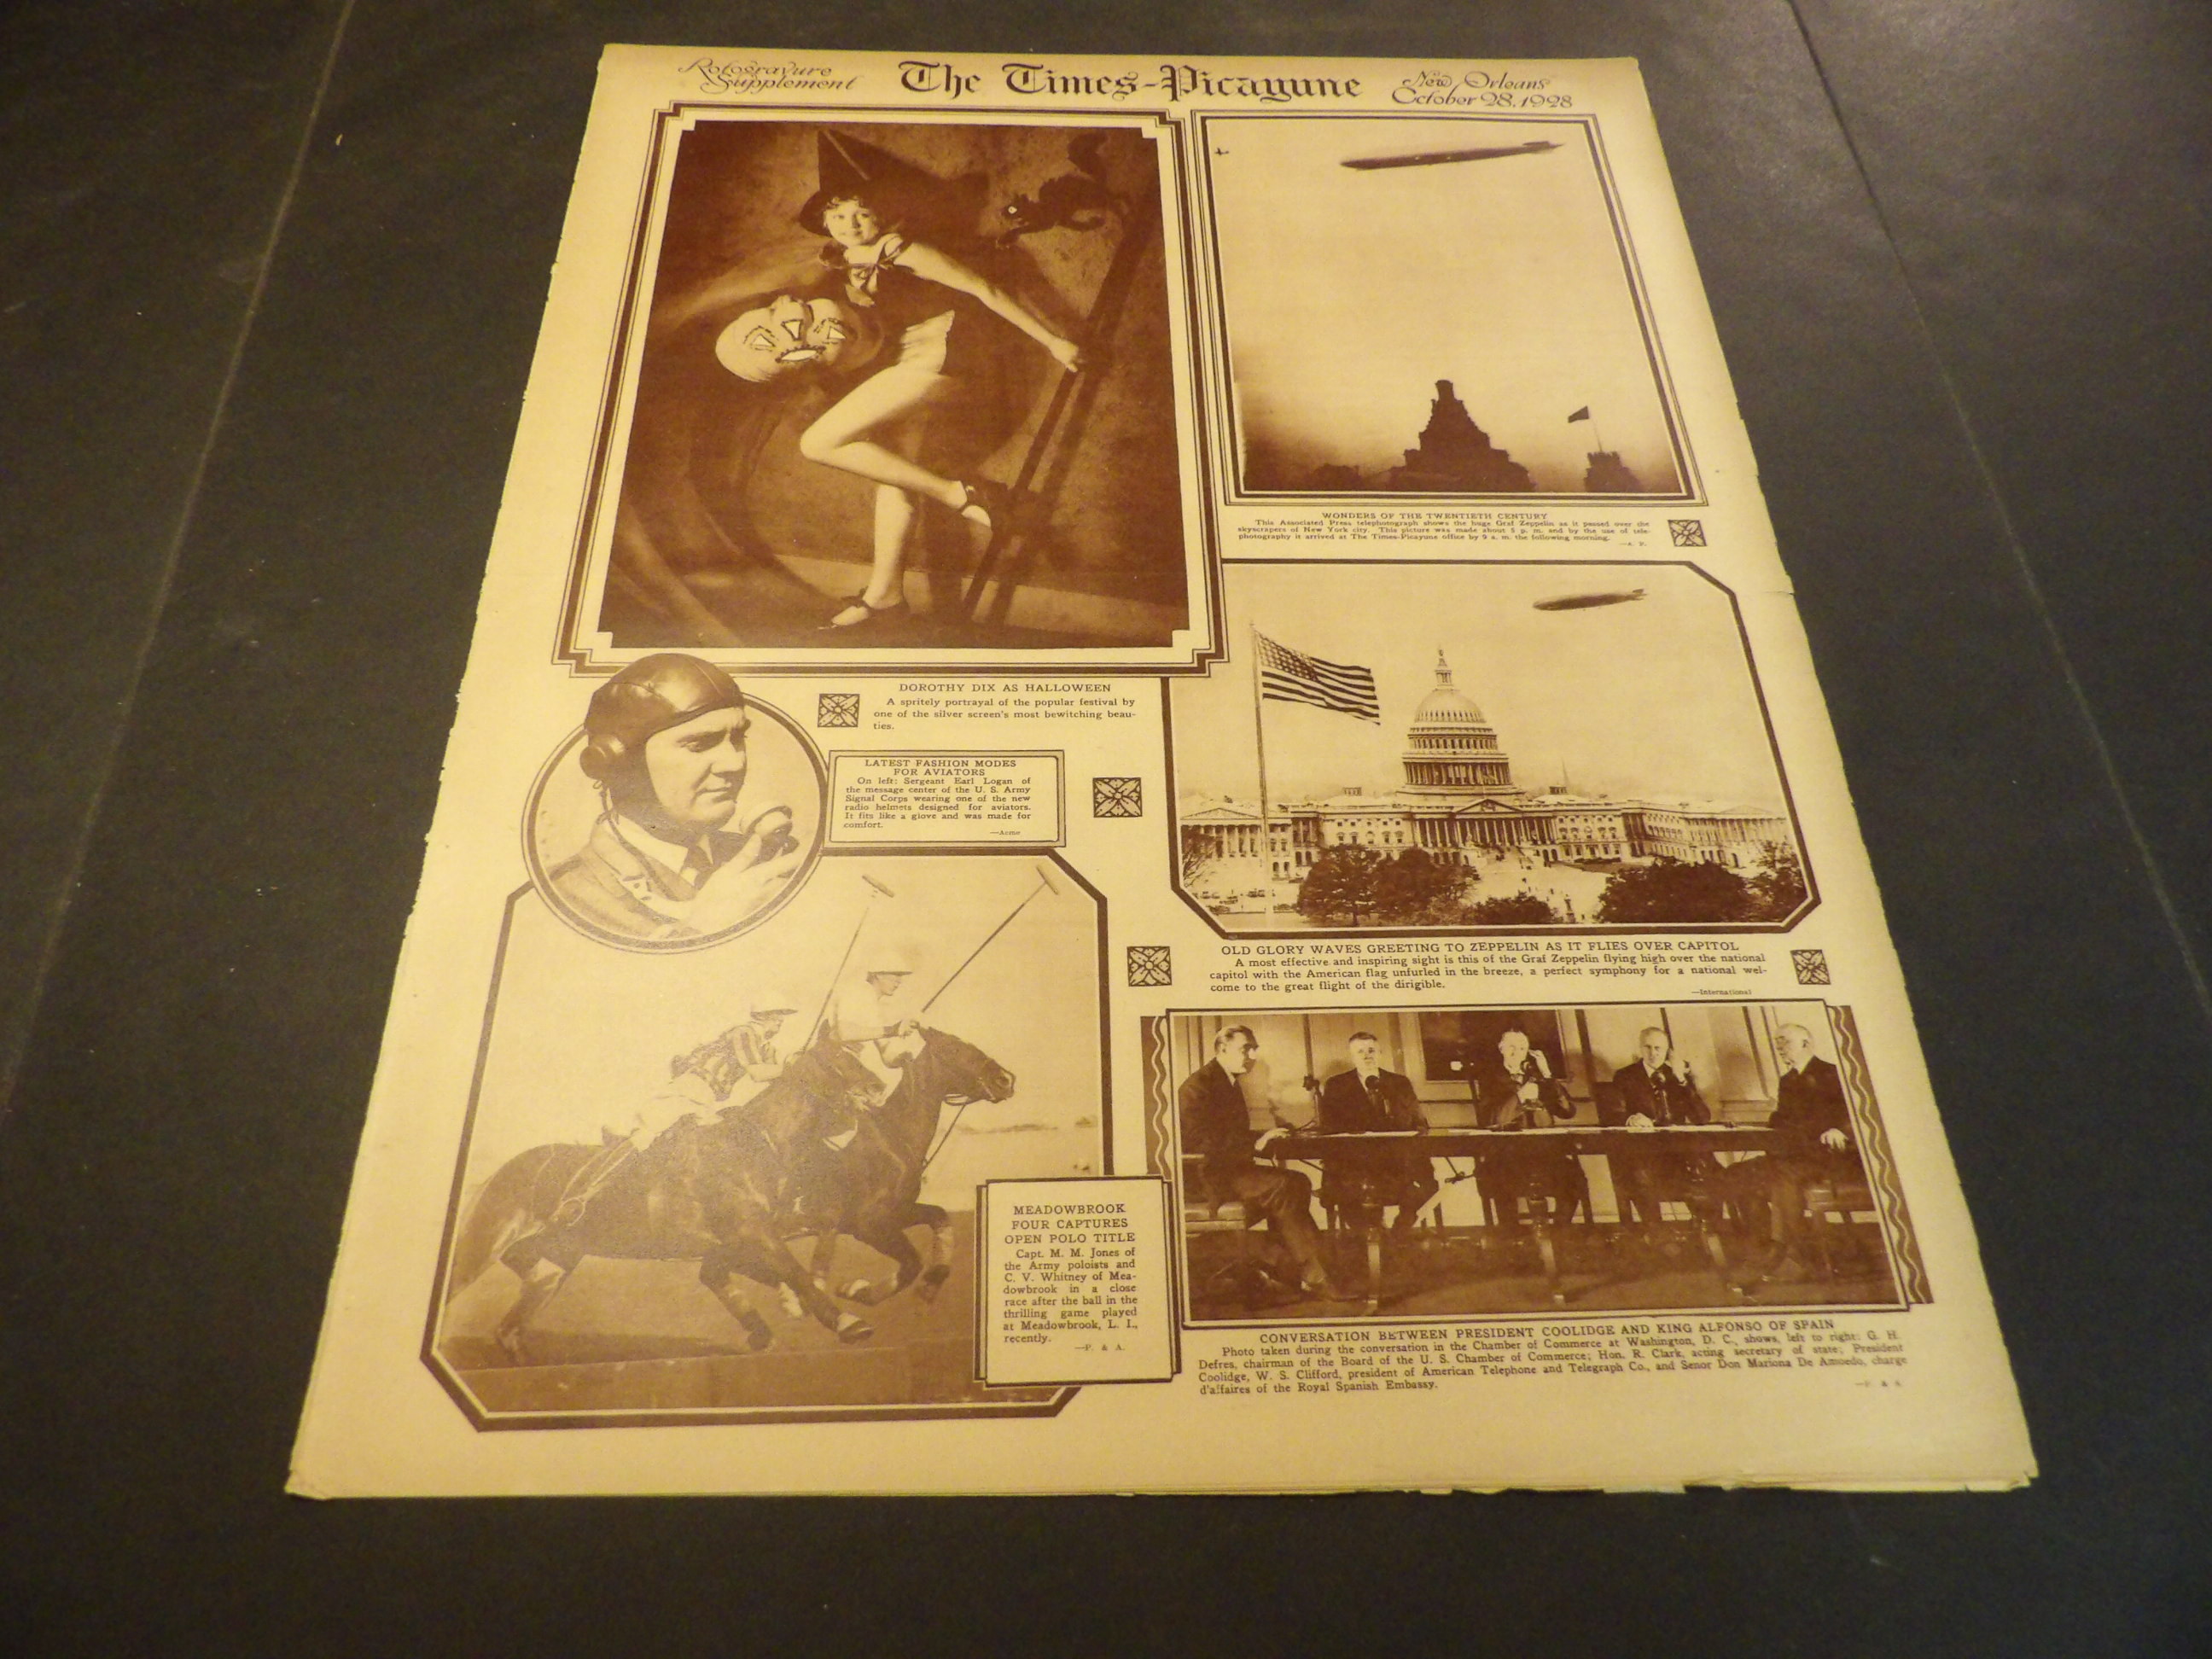 Rotogravure
Supplement
The Times-Picayune
New Orleans
October 28, 1928
WONDERS OF THE TWENTIETH CENTURY
This Associated Press telephotograph shows the huge Graf Zeppelin as it passed over the
skyscrapers of New York city. This picture was made about 5 p. m. and by the use of tele-
photography it arrived at The Times-Picayune office by 9 a. m. the following morning.
—A. P.
DOROTHY DIX AS HALLOWEEN
A spritely portrayal of the popular festival by
one of the silver screen's most bewitching beau-
ties.
LATEST FASHION MODES
FOR AVIATORS
On left: Sergeant Earl Logan of
the message center of the U. S. Army
Signal Corps wearing one of the new
radio helmets designed for aviators.
It fits like a glove and was made for
comfort.
—Acme
OLD GLORY WAVES GREETING TO ZEPPELIN AS IT FLIES OVER CAPITOL
A most effective and inspiring sight is this of the Graf Zeppelin flying high over the national
capitol with the American flag unfurled in the breeze, a perfect symphony for a national wel-
come to the great flight of the dirigible.
—International
MEADOWBROOK
FOUR CAPTURES
OPEN POLO TITLE
Capt. M. M. Jones of
the Army poloists and
C. V. Whitney of Mea-
dowbrook in a close
race after the ball in the
thrilling game played
at Meadowbrook, L. I.,
recently.
—P. & A.
CONVERSATION BETWEEN PRESIDENT COOLIDGE AND KING ALFONSO OF SPAIN
Photo taken during the conversation in the Chamber of Commerce at Washington, D. C., shows, left to right: G. H.
Defres, chairman of the Board of the U. S. Chamber of Commerce; Hon. R. Clark, acting secretary of state; President
Coolidge, W. S. Clifford, president of American Telephone and Telegraph Co., and Senor Don Mariona De Amoedo, charge
d'affaires of the Royal Spanish Embassy.
—P. & A.